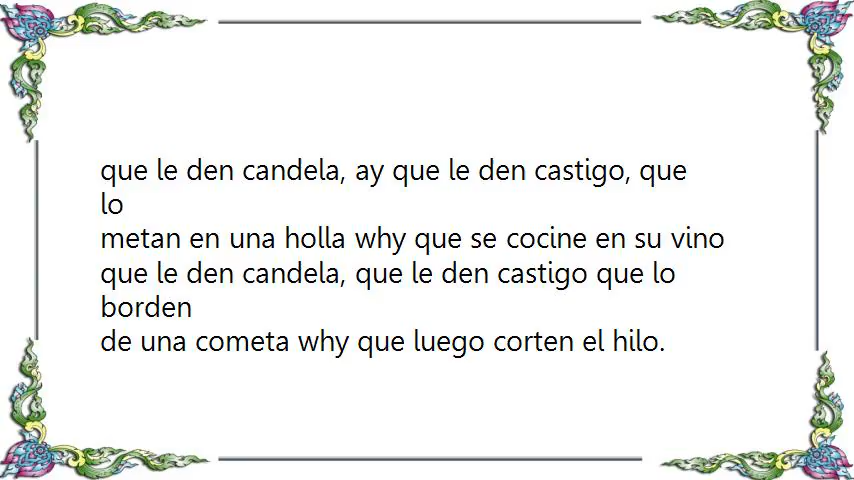 que le den candela, ay que le den castigo, que
lo
metan en una holla why que se cocine en su vino
que le den candela, que le den castigo que lo
borden
de una cometa why que luego corten el hilo.